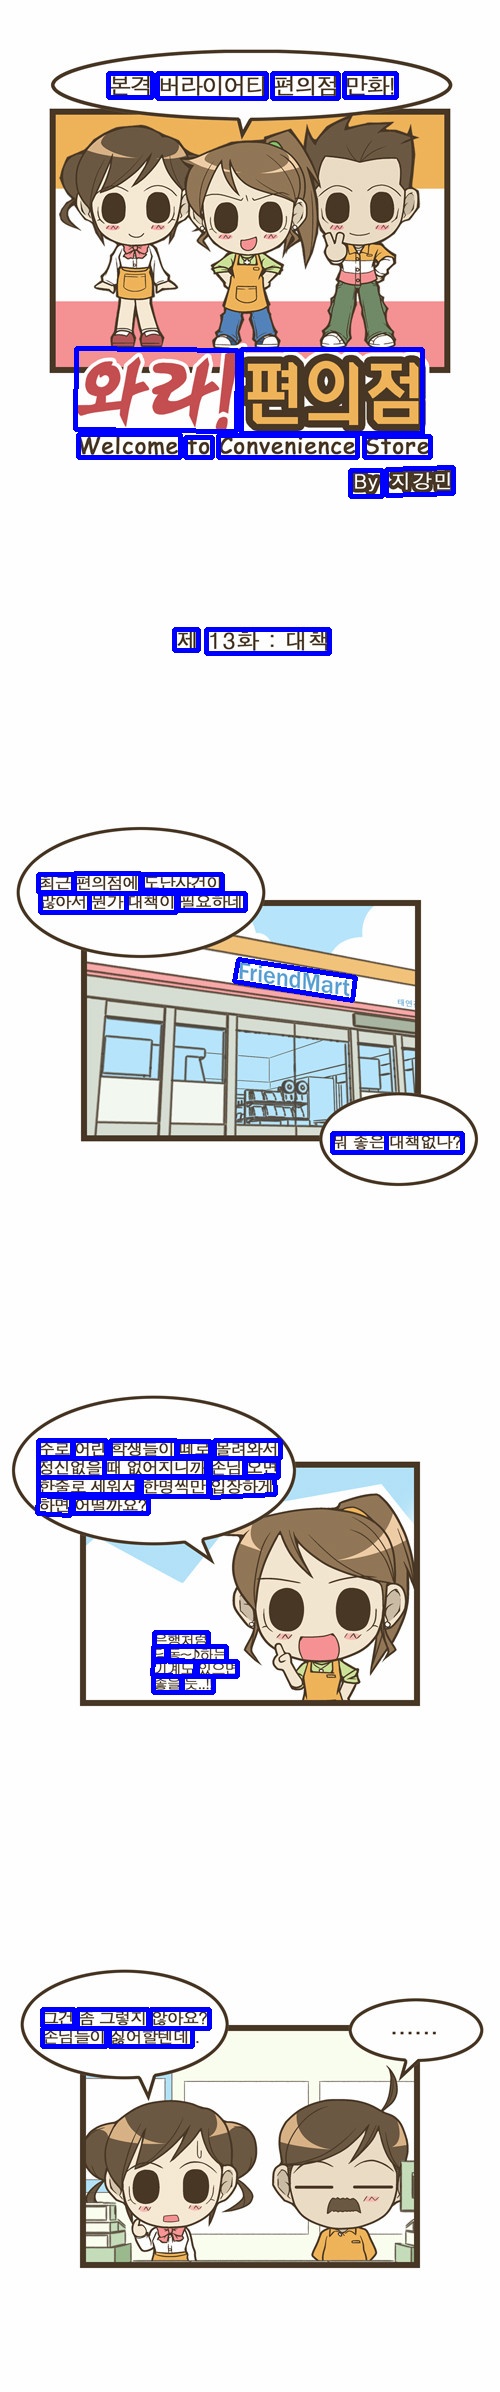 본격 버라이어티 편의점 만화!
와라! 편의점
Welcome to Convenience Store
By 지강민
제 13화 : 대책
최근 편의점에 도난사건이
많아서 뭔가 대책이 필요하네
FriendMart
뭐 좋은 대책없나?
주로 어린 학생들이 떼로 몰려와서
정신없을 때 없어지니까 손님 오면
한줄로 세워서 한명씩만 입장하게
하면 어떨까요?
은행처럼
딩동~♪하는
기계도 있으면
좋을 듯..!
그건 좀 그렇지 않아요?
손님들이 싫어할텐데..
......